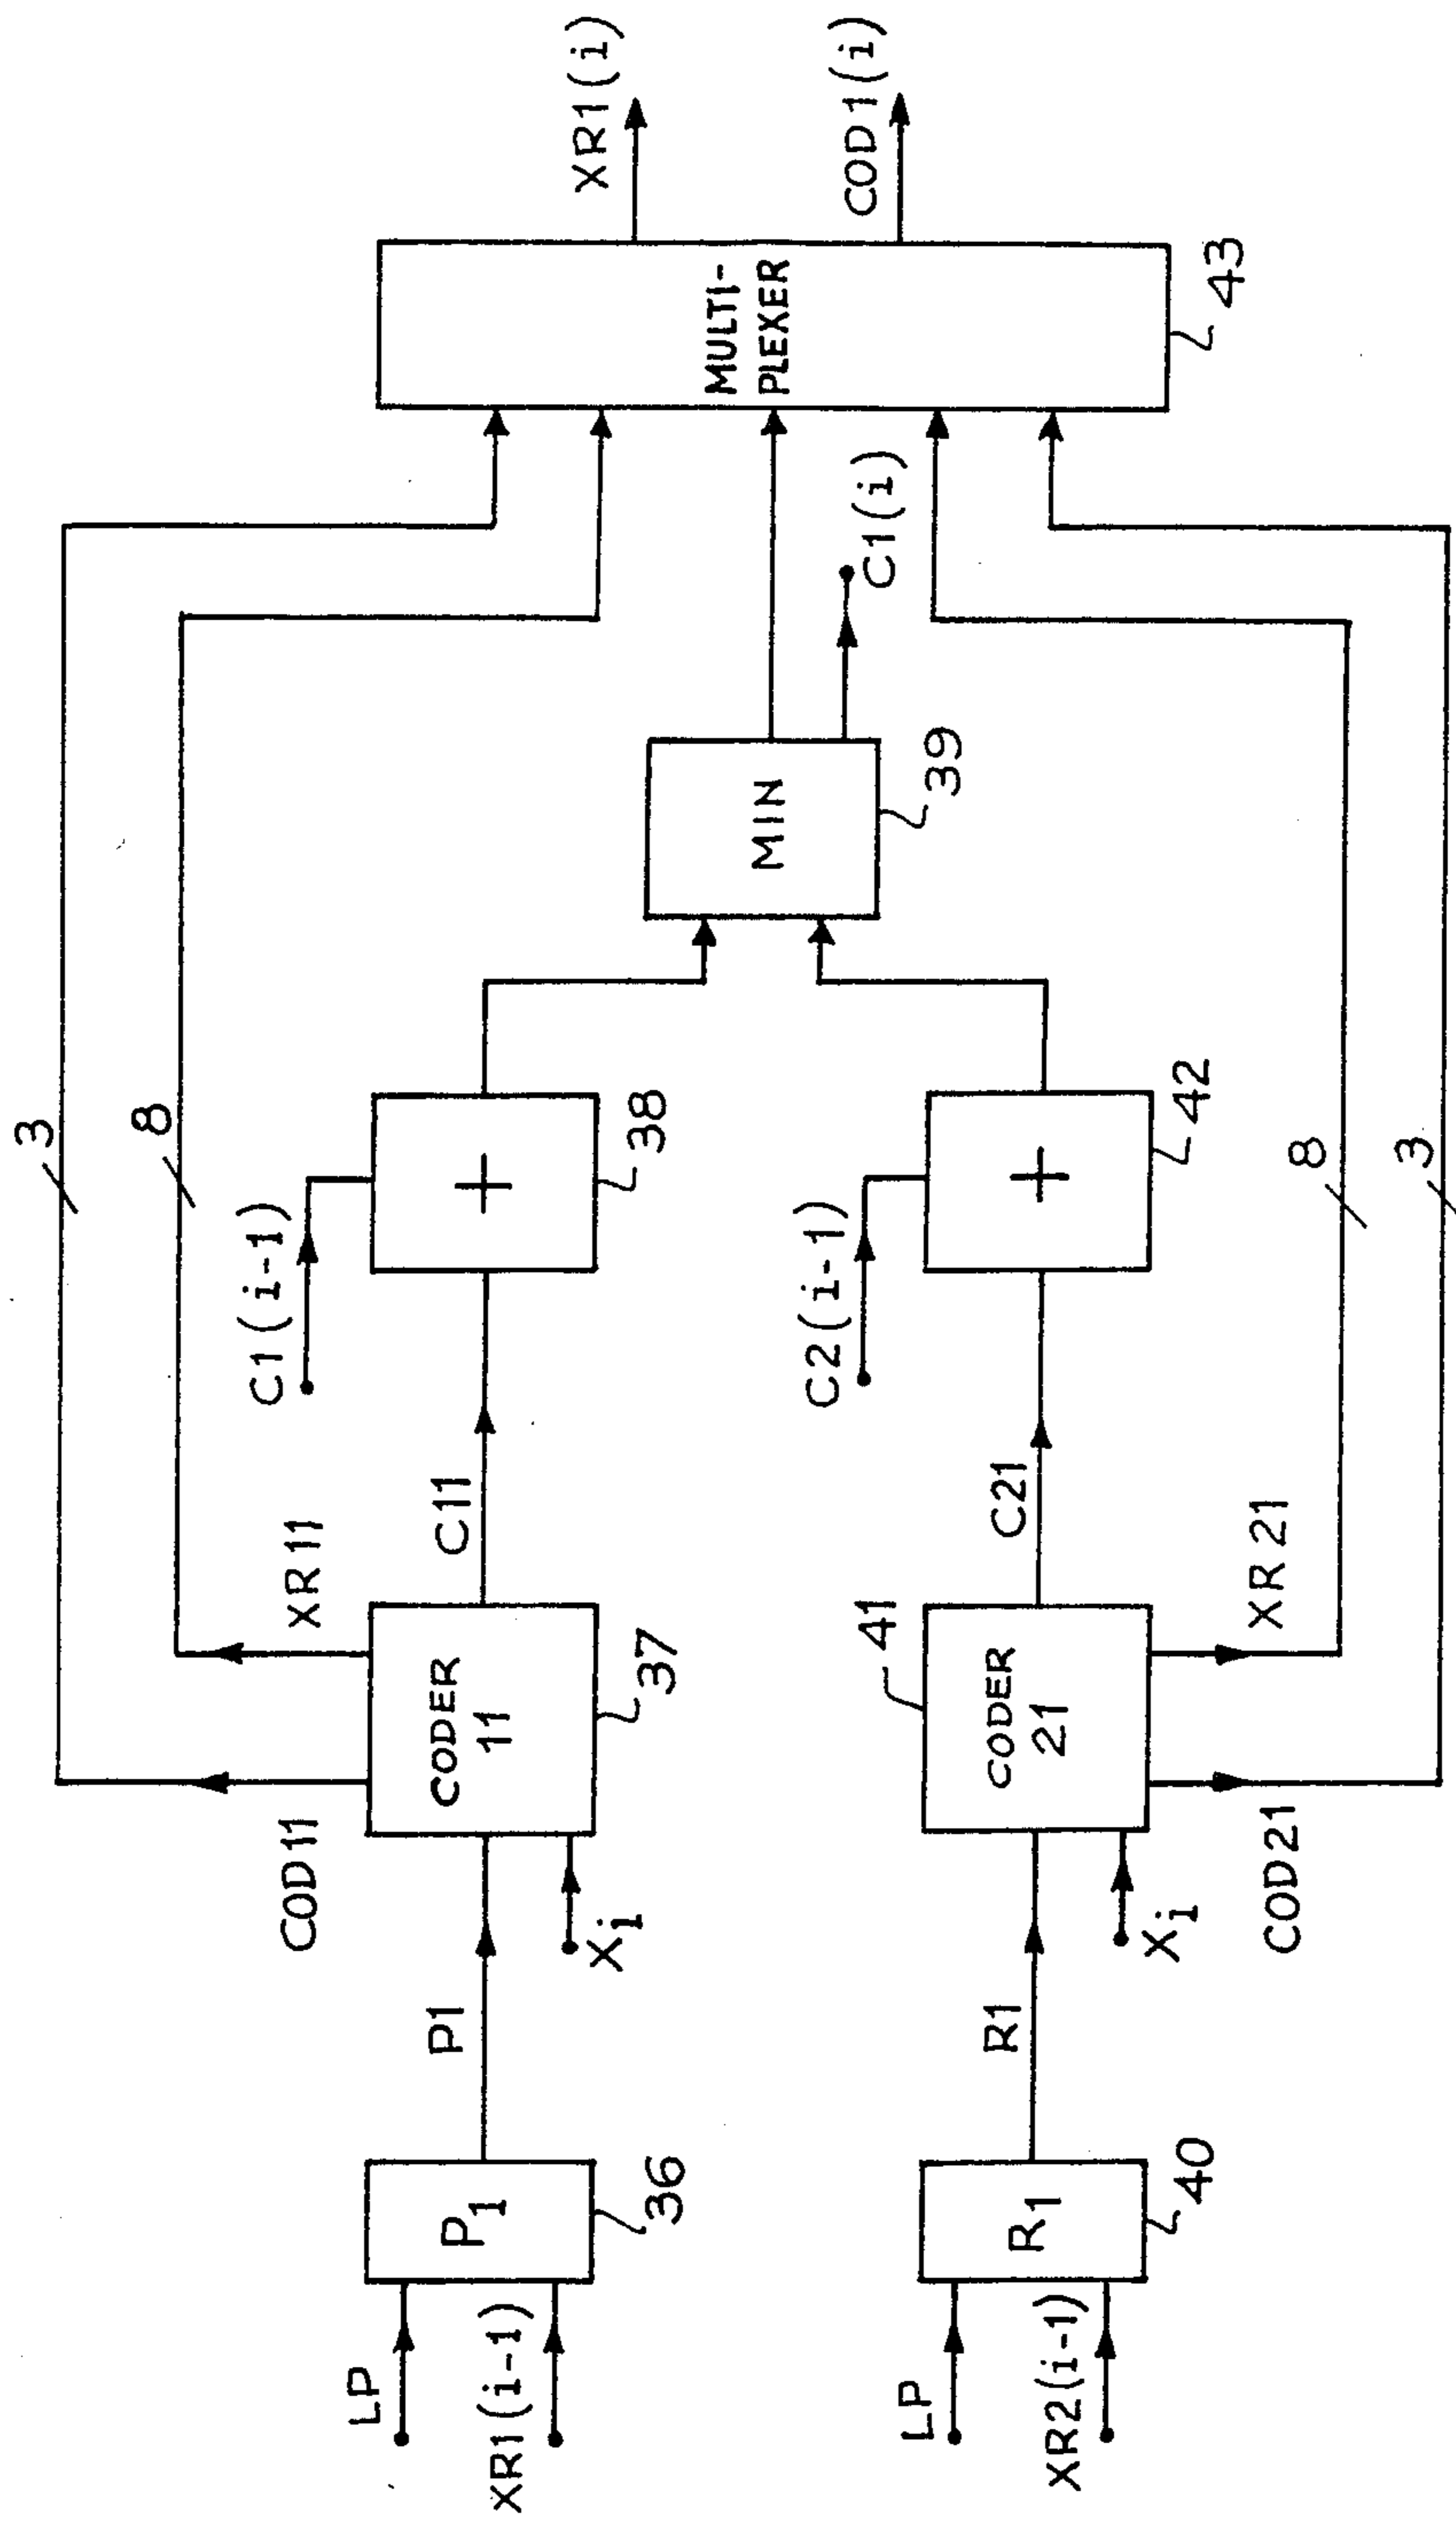 3
8
COD11
XR11
LP
XR1(i-1)
P1
36
P1
Xi
CODER
11
37
C11
C1(i-1)
+
38
MIN
39
C1(i)
MULTI-
PLEXER
43
XR1(i)
COD1(i)
LP
XR2(i-1)
R1
40
R1
Xi
CODER
21
41
C21
C2(i-1)
+
42
COD21
XR21
8
3